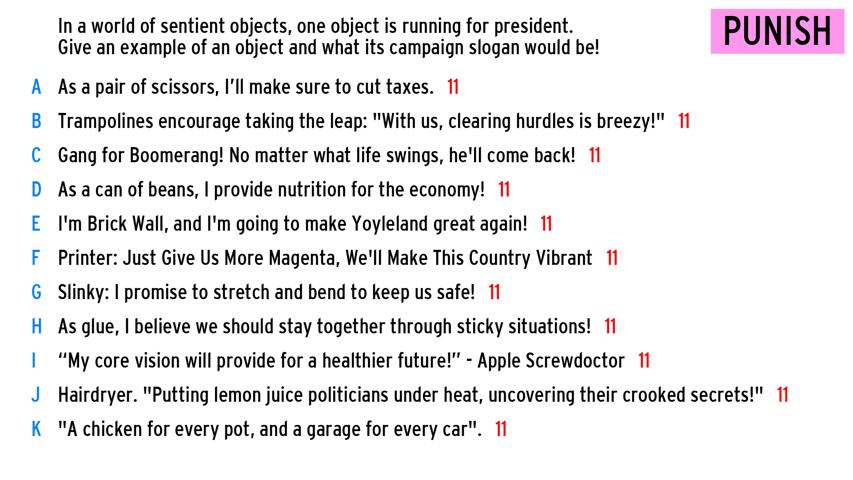 In a world of sentient objects, one object is running for president.
Give an example of an object and what its campaign slogan would be!
PUNISH
A As a pair of scissors, I’ll make sure to cut taxes. 11
B Trampolines encourage taking the leap: "With us, clearing hurdles is breezy!" 11
C Gang for Boomerang! No matter what life swings, he'll come back! 11
D As a can of beans, I provide nutrition for the economy! 11
E I'm Brick Wall, and I'm going to make Yoyleland great again! 11
F Printer: Just Give Us More Magenta, We'll Make This Country Vibrant 11
G Slinky: I promise to stretch and bend to keep us safe! 11
H As glue, I believe we should stay together through sticky situations! 11
I “My core vision will provide for a healthier future!” - Apple Screwdoctor 11
J Hairdryer. "Putting lemon juice politicians under heat, uncovering their crooked secrets!" 11
K "A chicken for every pot, and a garage for every car". 11